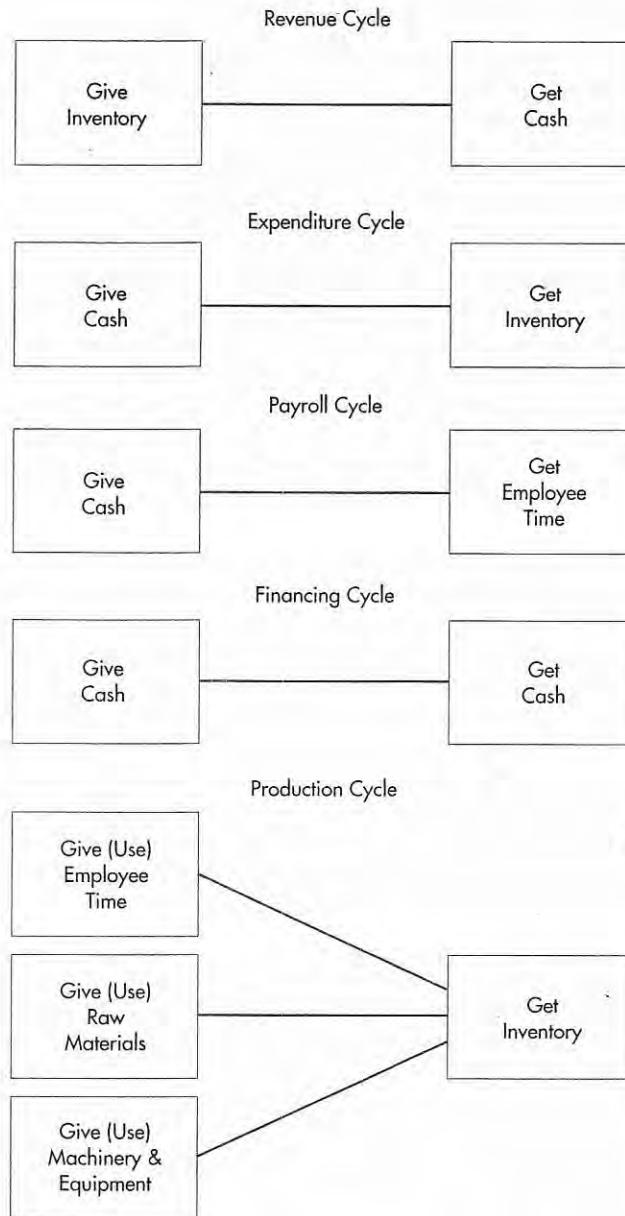 Revenue Cycle
Give
Inventory
Get
Cash
Expenditure Cycle
Give
Cash
Get
Inventory
Payroll Cycle
Give
Cash
Get
Employee
Time
Financing Cycle
Give
Cash
Get
Cash
Production Cycle
Give (Use)
Employee
Time
Give (Use)
Raw
Materials
Get
Inventory
Give (Use)
Machinery &
Equipment